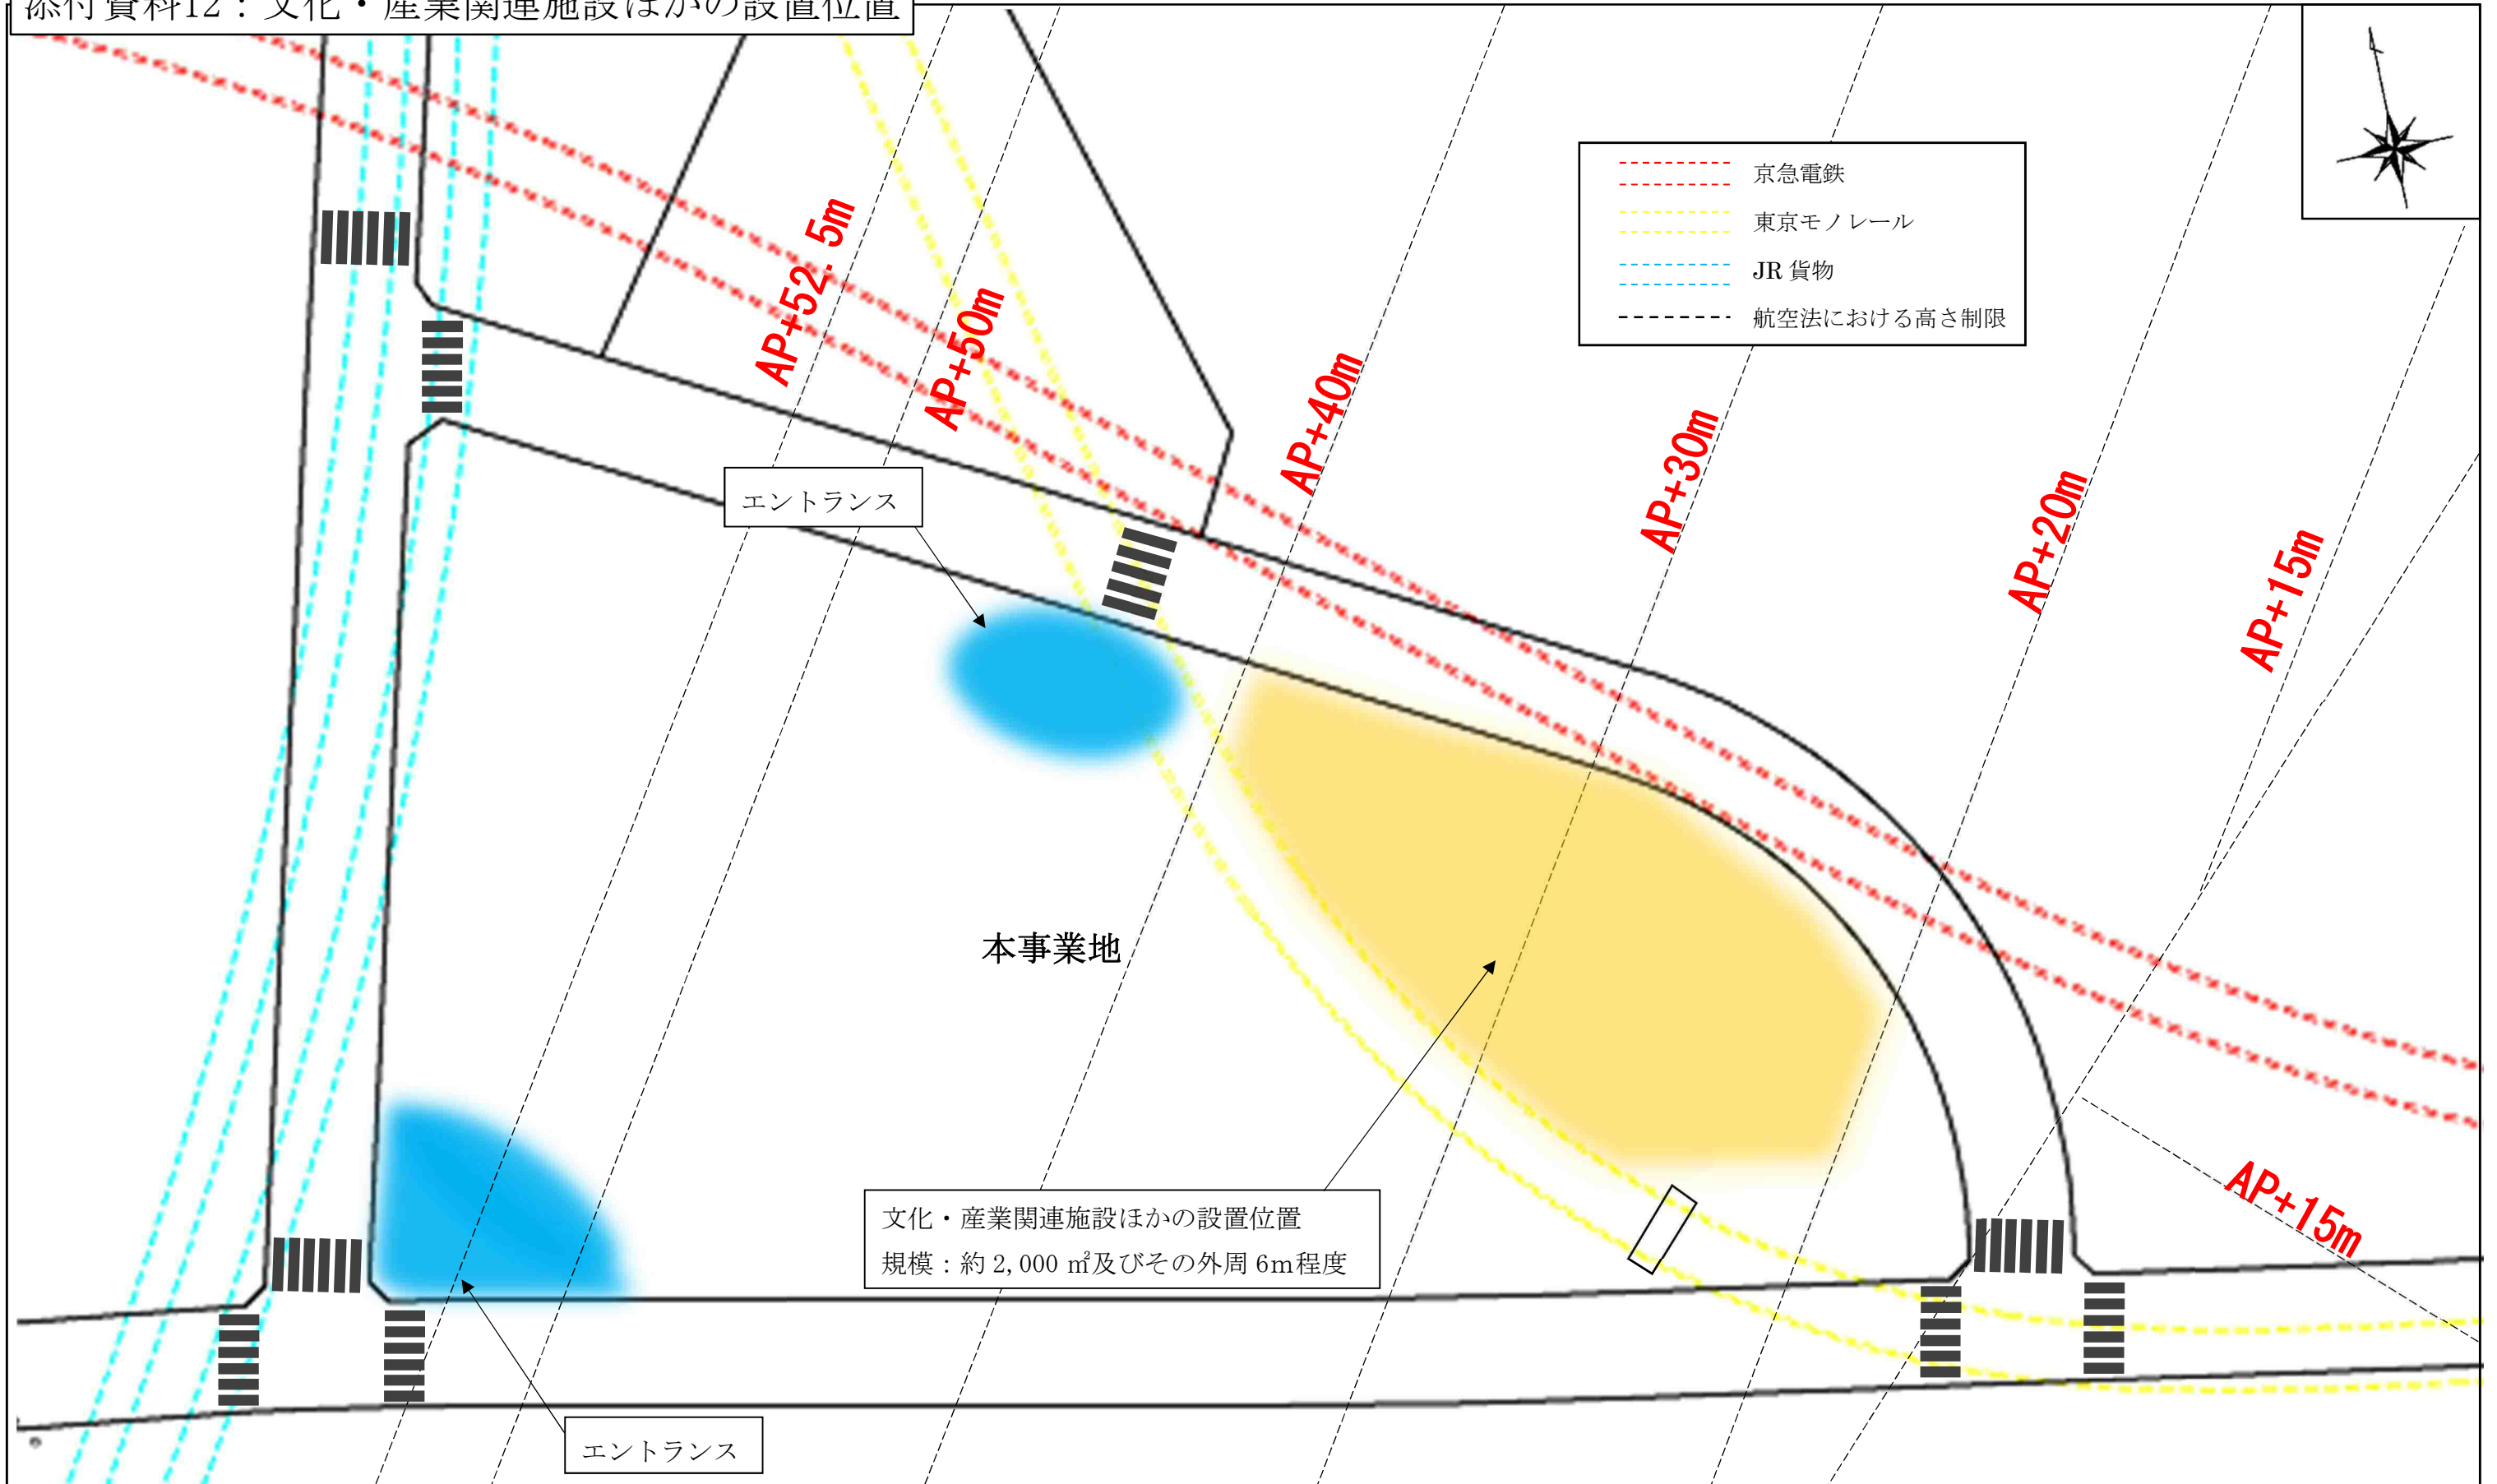 添付資料12：文化・産業関連施設ほかの設置位置
京急電鉄
東京モノレール
JR 貨物
航空法における高さ制限
AP+52.5m
AP+50m
AP+40m
AP+30m
AP+20m
AP+15m
エントランス
本事業地
文化・産業関連施設ほかの設置位置
規模：約 2,000 ㎡及びその外周 6m程度
AP+15m
エントランス